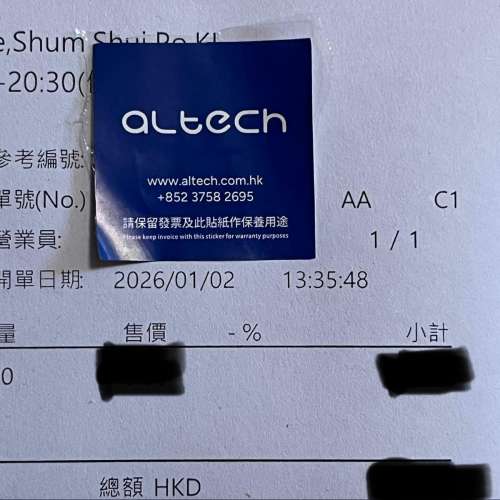 e,Shum Shui Po KL
-20:30(
altech
www.altech.com.hk
+852 3758 2695
請保留發票及此貼紙作保養用途
Please keep invoice with this sticker for warranty purposes
參考編號:
單號(No.) AA C1
營業員: 1 / 1
開單日期: 2026/01/02 13:35:48
量 售價 - % 小計
0
總額 HKD